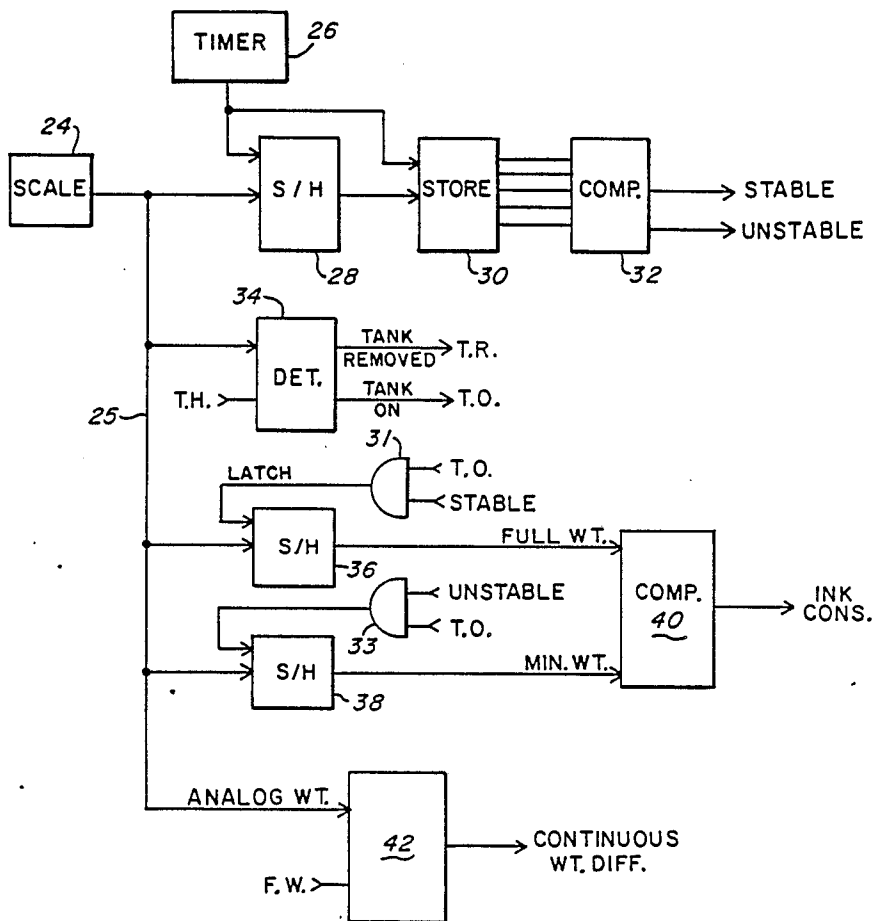 TIMER
26
24
SCALE
S/H
STORE
COMP.
STABLE
UNSTABLE
28
30
32
34
DET.
TANK
REMOVED
T.R.
T.H.
TANK
ON
T.O.
25
31
LATCH
T.O.
STABLE
S/H
36
FULL WT.
COMP.
40
INK
CONS.
UNSTABLE
33
T.O.
S/H
38
MIN. WT.
ANALOG WT.
42
CONTINUOUS
WT. DIFF.
F.W.